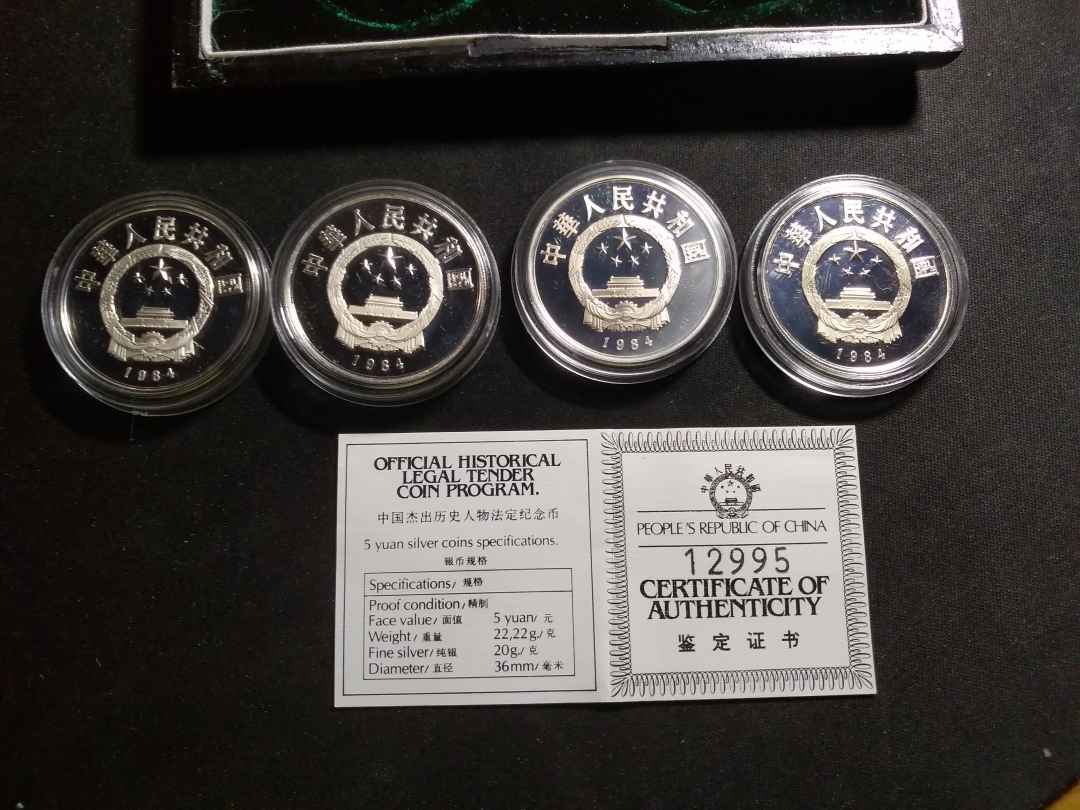 中華人民共和國
1984
中華人民共和國
1984
中華人民共和國
1984
中華人民共和國
1984
OFFICIAL HISTORICAL
LEGAL TENDER
COIN PROGRAM.
中国杰出历史人物法定纪念币
5 yuan silver coins specifications.
银币规格
Specifications/ 规格
Proof condition/精制
Face value/ 面值 5 yuan/ 元
Weight/ 重量 22,22g./克
Fine silver/纯银 20g./ 克
Diameter/ 直径 36mm/毫米
中华人民共和国
PEOPLE'S REPUBLIC OF CHINA
12995
CERTIFICATE OF
AUTHENTICITY
鉴定证书